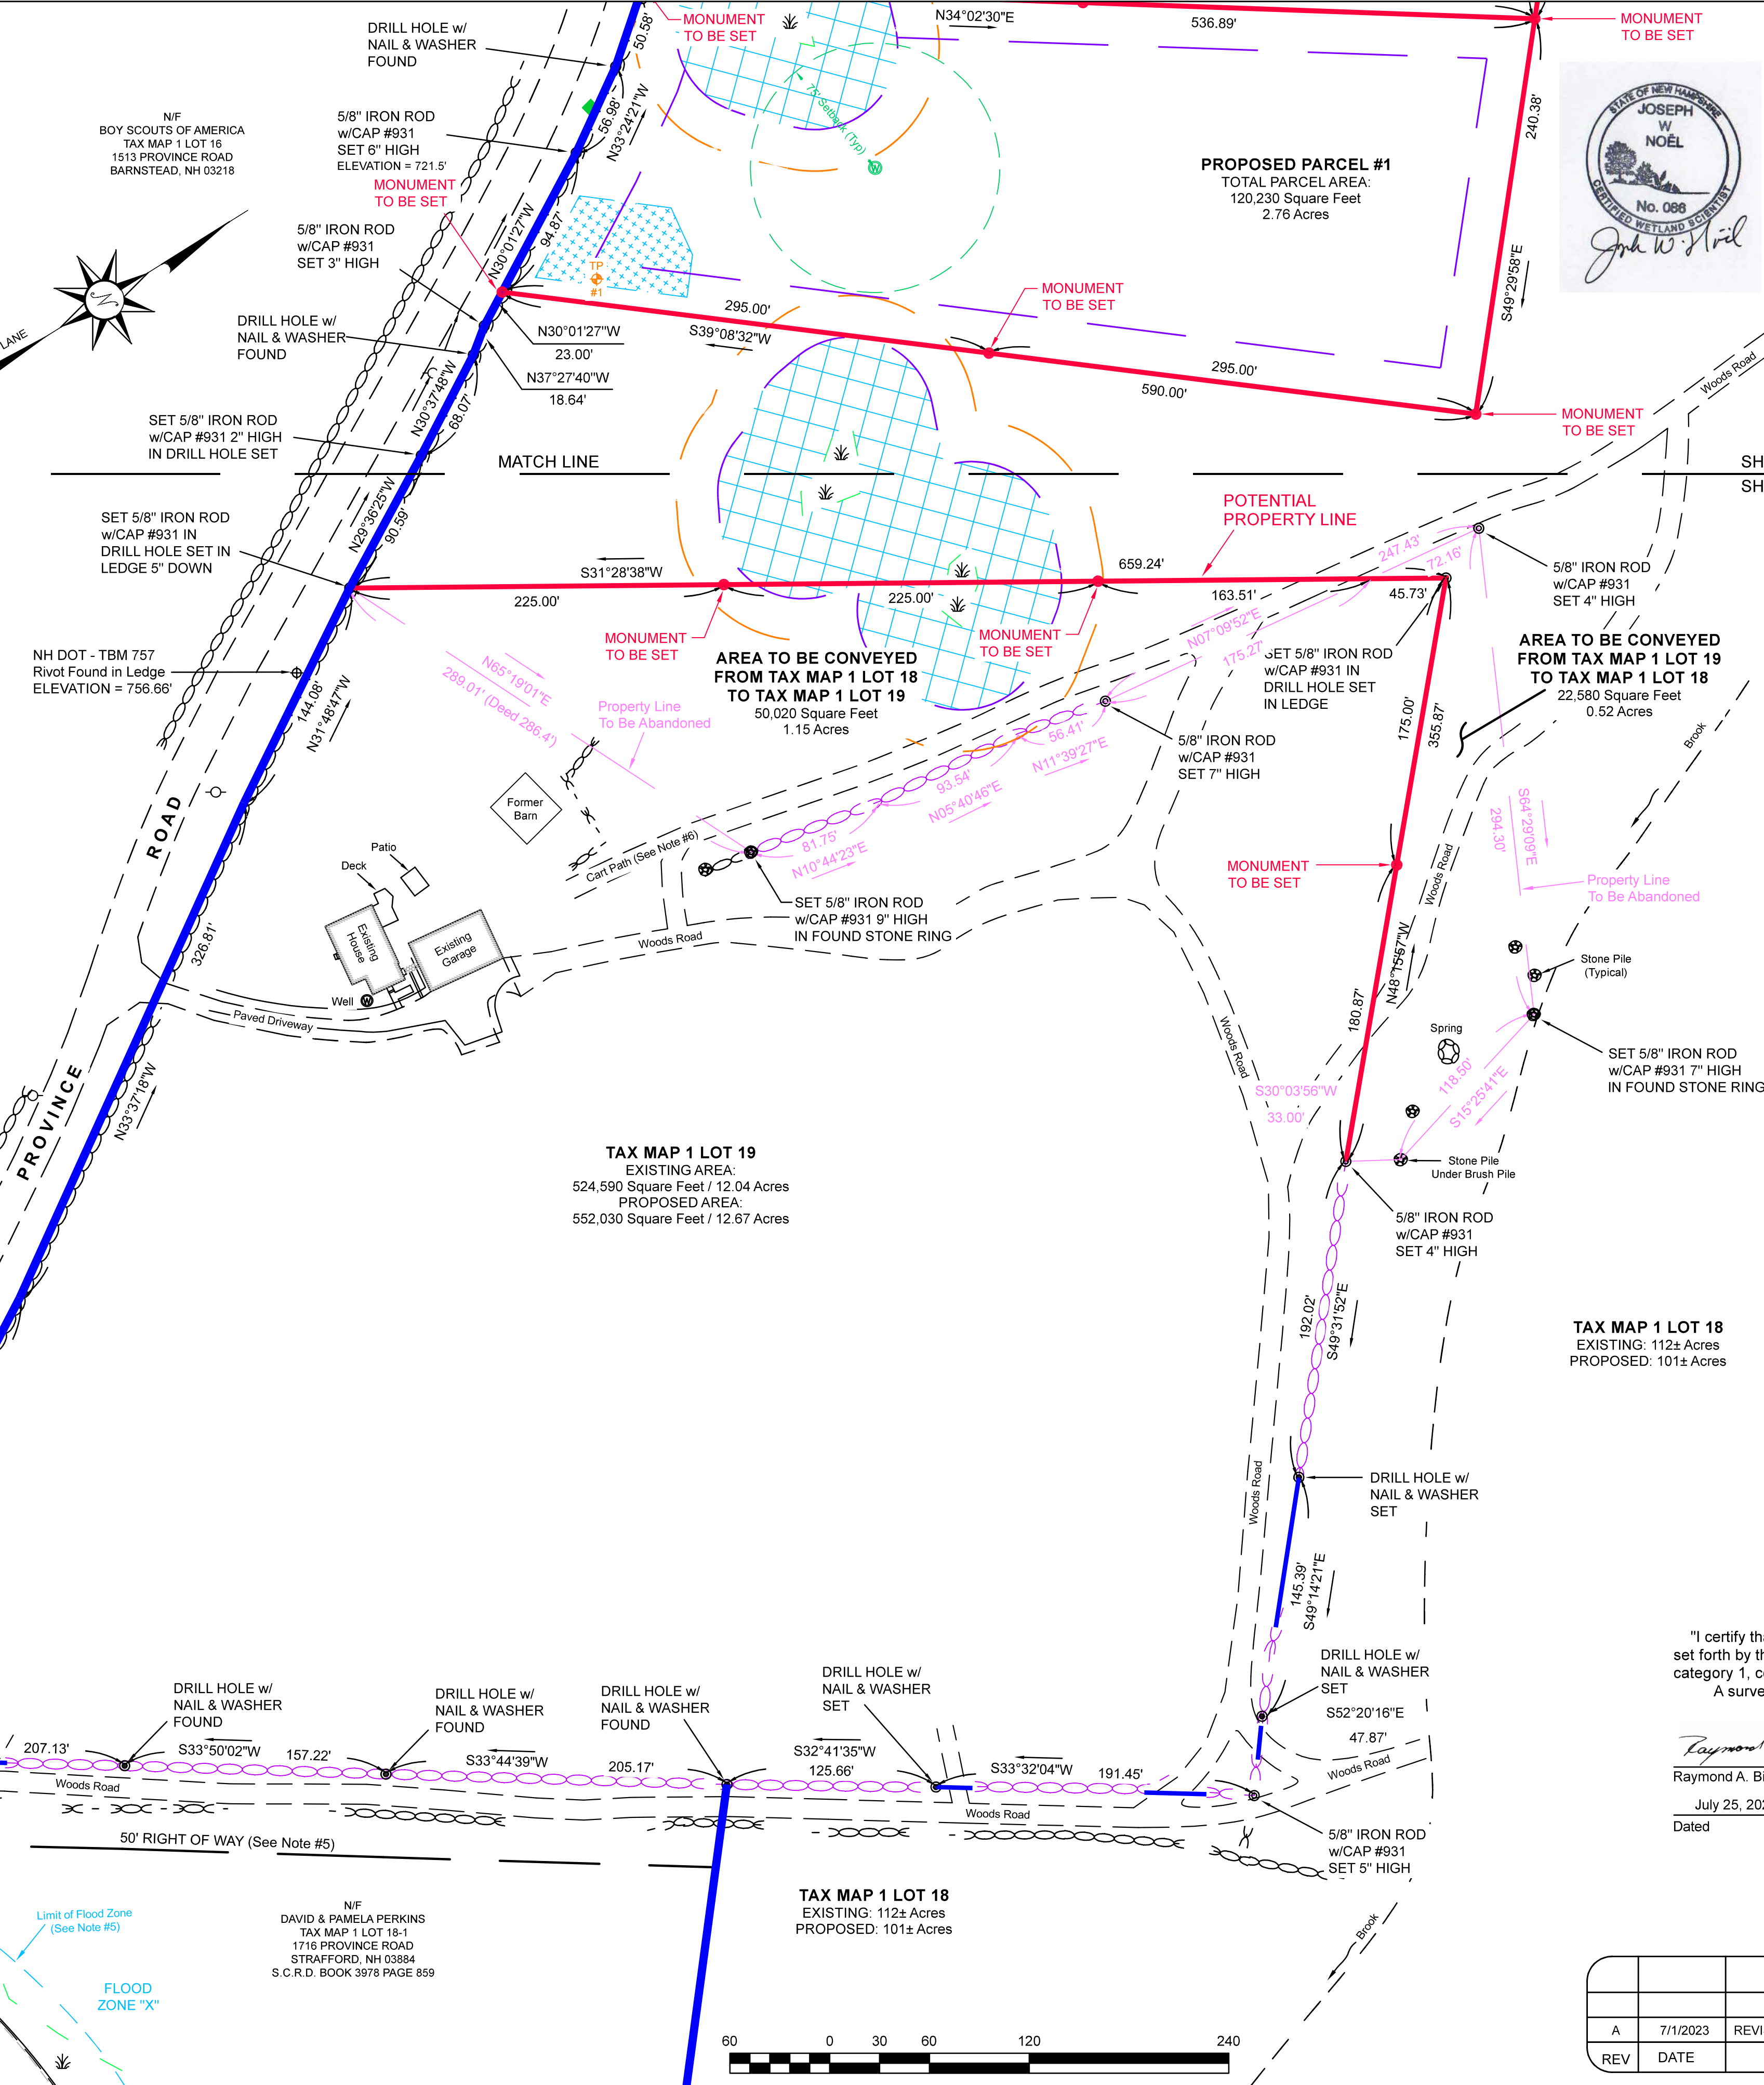 N34°02'30"E
536.89'
MONUMENT
TO BE SET
MONUMENT
TO BE SET
DRILL HOLE w/
NAIL & WASHER
FOUND
50.58'
240.38'
N/F
BOY SCOUTS OF AMERICA
TAX MAP 1 LOT 16
1513 PROVINCE ROAD
BARNSTEAD, NH 03218
5/8" IRON ROD
w/CAP #931
SET 6" HIGH
ELEVATION = 721.5'
56.98'
N33°24'21"W
75' Setback (Typ)
W
PROPOSED PARCEL #1
TOTAL PARCEL AREA:
120,230 Square Feet
2.76 Acres
STATE OF NEW HAMPSHIRE
JOSEPH
W
NOËL
No. 086
CERTIFIED WETLAND SCIENTIST
Joseph W. Noël
MONUMENT
TO BE SET
5/8" IRON ROD
w/CAP #931
SET 3" HIGH
N30°01'27"W
94.87'
TP
#1
N
LANE
S49°29'58"E
295.00'
S39°08'32"W
MONUMENT
TO BE SET
DRILL HOLE w/
NAIL & WASHER
FOUND
N30°01'27"W
23.00'
N37°27'40"W
18.64'
295.00'
590.00'
Woods Road
N30°37'48"W
68.07'
SET 5/8" IRON ROD
w/CAP #931 2" HIGH
IN DRILL HOLE SET
MONUMENT
TO BE SET
MATCH LINE
SH
SH
SET 5/8" IRON ROD
w/CAP #931 IN
DRILL HOLE SET IN
LEDGE 5" DOWN
N29°36'25"W
90.59'
POTENTIAL
PROPERTY LINE
247.43'
72.16'
5/8" IRON ROD
w/CAP #931
SET 4" HIGH
S31°28'38"W
659.24'
225.00'
225.00'
163.51'
45.73'
MONUMENT
TO BE SET
MONUMENT
TO BE SET
N07°09'52"E
175.27'
SET 5/8" IRON ROD
w/CAP #931 IN
DRILL HOLE SET
IN LEDGE
AREA TO BE CONVEYED
FROM TAX MAP 1 LOT 19
TO TAX MAP 1 LOT 18
22,580 Square Feet
0.52 Acres
NH DOT - TBM 757
Rivot Found in Ledge
ELEVATION = 756.66'
144.08'
N31°48'47"W
N65°19'01"E
289.01' (Deed 286.4')
Property Line
To Be Abandoned
AREA TO BE CONVEYED
FROM TAX MAP 1 LOT 18
TO TAX MAP 1 LOT 19
50,020 Square Feet
1.15 Acres
175.00'
355.87'
Brook
5/8" IRON ROD
w/CAP #931
SET 7" HIGH
56.41'
N11°39'27"E
93.54'
N05°40'46"E
81.75'
N10°44'23"E
Former
Barn
Cart Path (See Note #6)
ROAD
Patio
Deck
MONUMENT
TO BE SET
S64°29'09"E
294.30'
Property Line
To Be Abandoned
Woods Road
SET 5/8" IRON ROD
w/CAP #931 9" HIGH
IN FOUND STONE RING
Existing
House
Existing
Garage
Woods Road
326.81'
Well
W
Paved Driveway
N48°15'57"W
180.87'
Stone Pile
(Typical)
Spring
Woods Road
SET 5/8" IRON ROD
w/CAP #931 7" HIGH
IN FOUND STONE RING
118.50'
S15°25'41"E
S30°03'56"W
33.00'
PROVINCE
N33°37'18"W
TAX MAP 1 LOT 19
EXISTING AREA:
524,590 Square Feet / 12.04 Acres
PROPOSED AREA:
552,030 Square Feet / 12.67 Acres
Stone Pile
Under Brush Pile
5/8" IRON ROD
w/CAP #931
SET 4" HIGH
192.02'
S49°31'52"E
TAX MAP 1 LOT 18
EXISTING: 112± Acres
PROPOSED: 101± Acres
Woods Road
DRILL HOLE w/
NAIL & WASHER
SET
145.39'
S49°14'21"E
"I certify tha
set forth by th
category 1, c
A surve
DRILL HOLE w/
NAIL & WASHER
SET
S52°20'16"E
47.87'
Woods Road
DRILL HOLE w/
NAIL & WASHER
FOUND
DRILL HOLE w/
NAIL & WASHER
FOUND
DRILL HOLE w/
NAIL & WASHER
FOUND
DRILL HOLE w/
NAIL & WASHER
SET
207.13'
S33°50'02"W
157.22'
S33°44'39"W
205.17'
S32°41'35"W
125.66'
S33°32'04"W
191.45'
Woods Road
Woods Road
Raymond
Raymond A. Bi
July 25, 202
Dated
50' RIGHT OF WAY (See Note #5)
5/8" IRON ROD
w/CAP #931
SET 5" HIGH
TAX MAP 1 LOT 18
EXISTING: 112± Acres
PROPOSED: 101± Acres
N/F
DAVID & PAMELA PERKINS
TAX MAP 1 LOT 18-1
1716 PROVINCE ROAD
STRAFFORD, NH 03884
S.C.R.D. BOOK 3978 PAGE 859
Limit of Flood Zone
(See Note #5)
FLOOD
ZONE "X"
Brook
60 0 30 60 120 240
A 7/1/2023 REVI
REV DATE